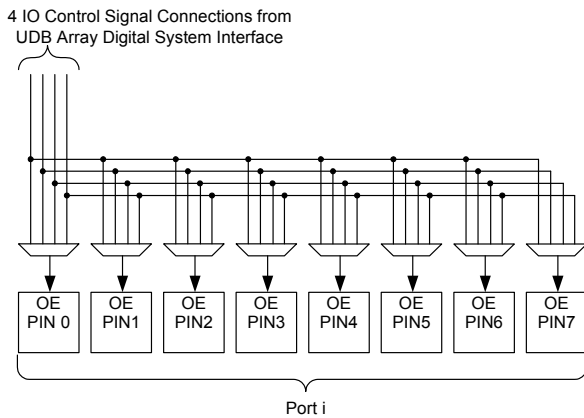 4 IO Control Signal Connections from
UDB Array Digital System Interface
OE
PIN 0
OE
PIN1
OE
PIN2
OE
PIN3
OE
PIN4
OE
PIN5
OE
PIN6
OE
PIN7
Port i